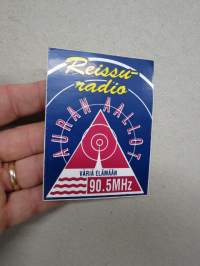 Reissu-
radio
AURAN AALLOT
VÄRIÄ ELÄMÄÄN
90.5MHz